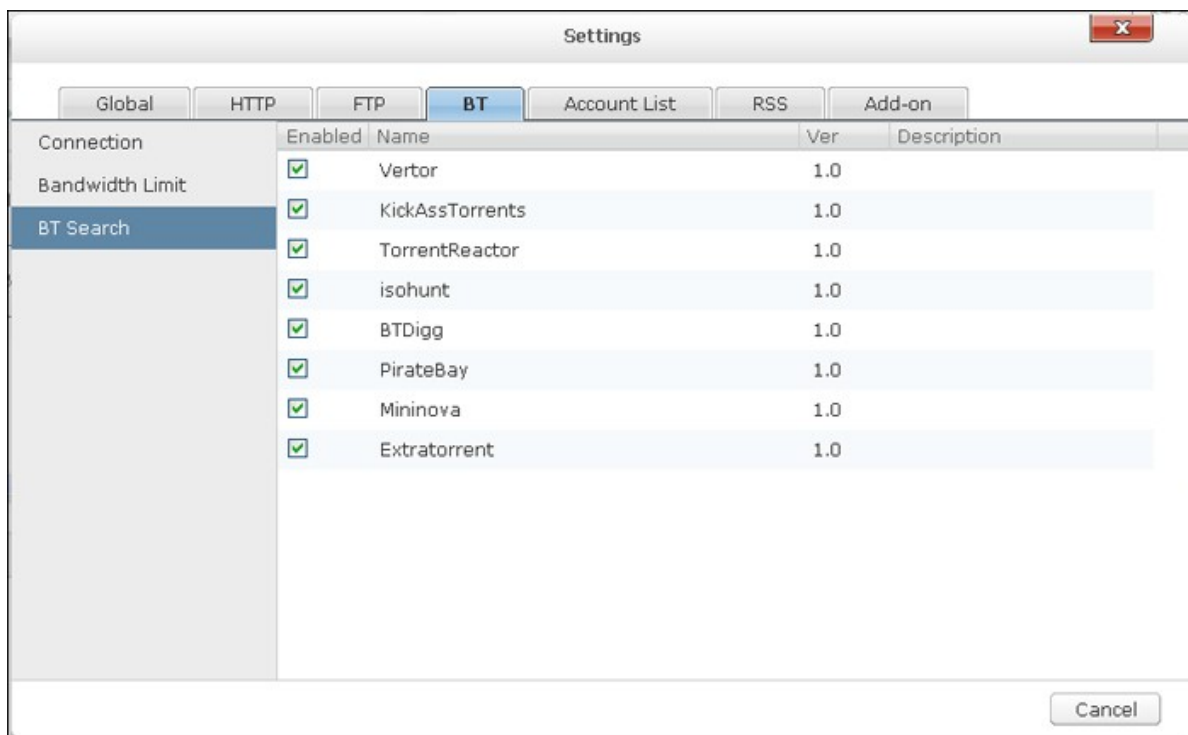 Settings
Global HTTP FTP BT Account List RSS Add-on
Connection
Bandwidth Limit
BT Search
Enabled Name Ver Description
Vertor 1.0
KickAssTorrents 1.0
TorrentReactor 1.0
isohunt 1.0
BTDigg 1.0
PirateBay 1.0
Mininova 1.0
Extratorrent 1.0
Cancel